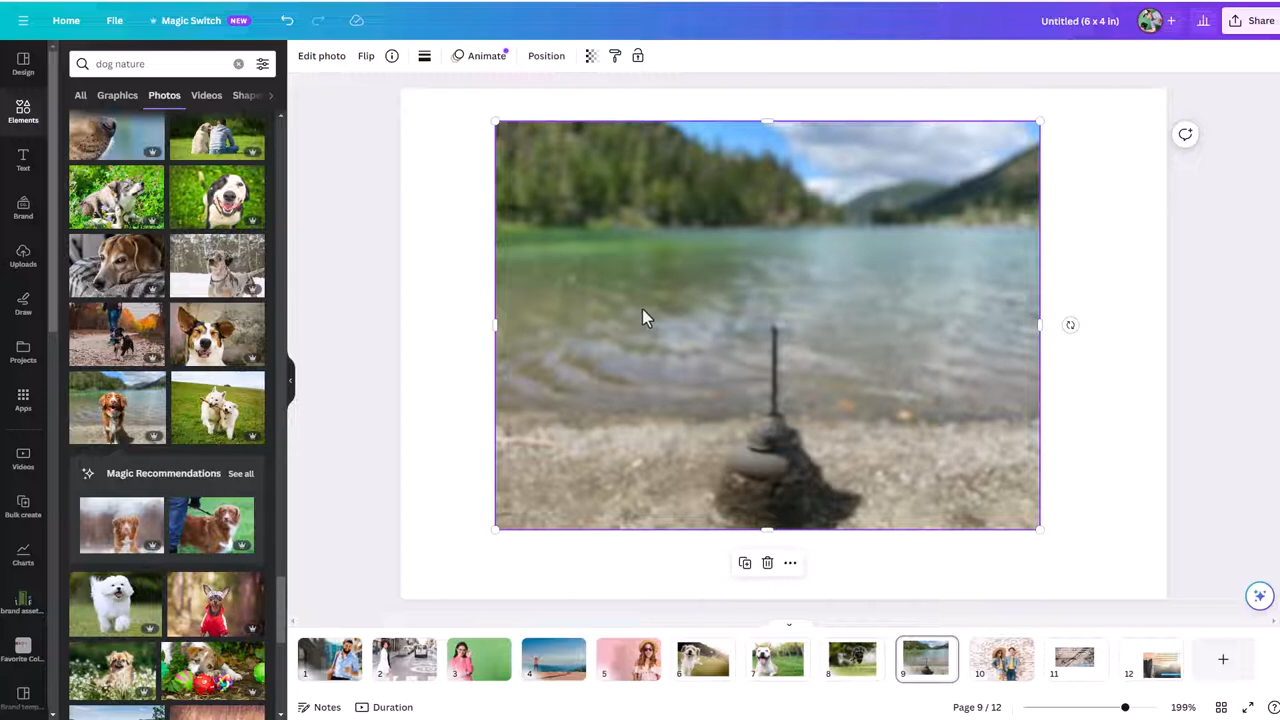 Home File Magic Switch NEW Untitled (6 x 4 in) + Share
Design
Elements
Text
Brand
Uploads
Draw
Projects
Apps
Videos
Bulk create
Charts
brand asset...
Favorite Col...
dog nature
All Graphics Photos Videos Shape
Magic Recommendations See all
Edit photo Flip Animate Position
1 2 3 4 5 6 7 8 9 10 11 12
Notes Duration Page 9 / 12 199%